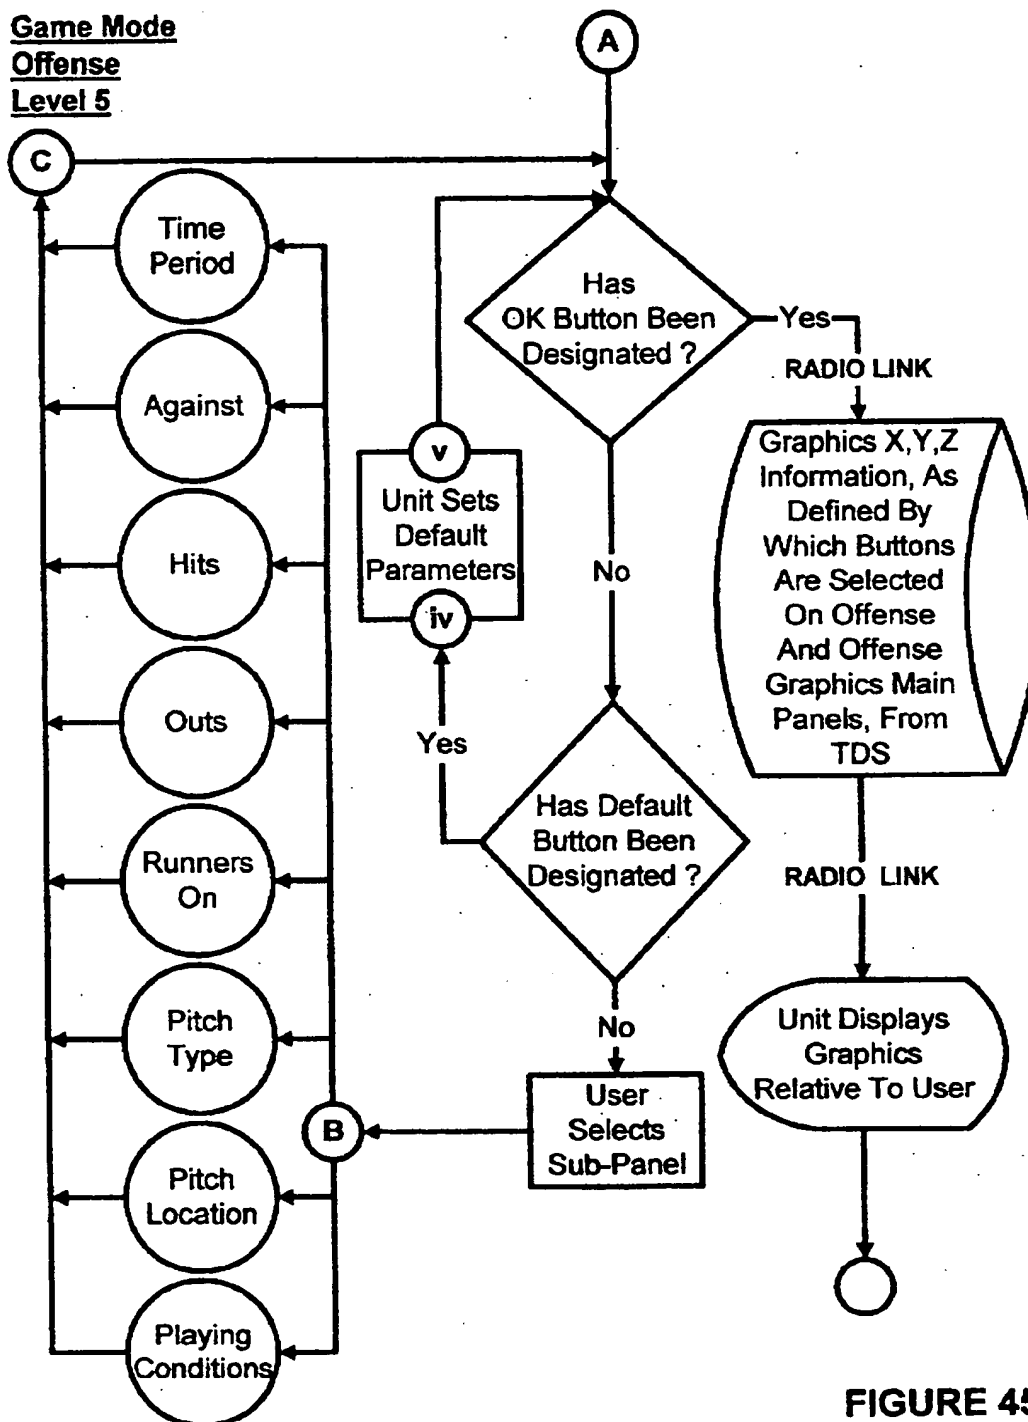 Game Mode
Offense
Level 5
A
C
Time
Period
Against
Hits
Outs
Runners
On
Pitch
Type
Pitch
Location
Playing
Conditions
B
v
Unit Sets
Default
Parameters
iv
Yes
Has
OK Button Been
Designated ?
No
Has Default
Button Been
Designated ?
No
User
Selects
Sub-Panel
Yes
RADIO LINK
Graphics X,Y,Z
Information, As
Defined By
Which Buttons
Are Selected
On Offense
And Offense
Graphics Main
Panels, From
TDS
RADIO LINK
Unit Displays
Graphics
Relative To User
FIGURE 45